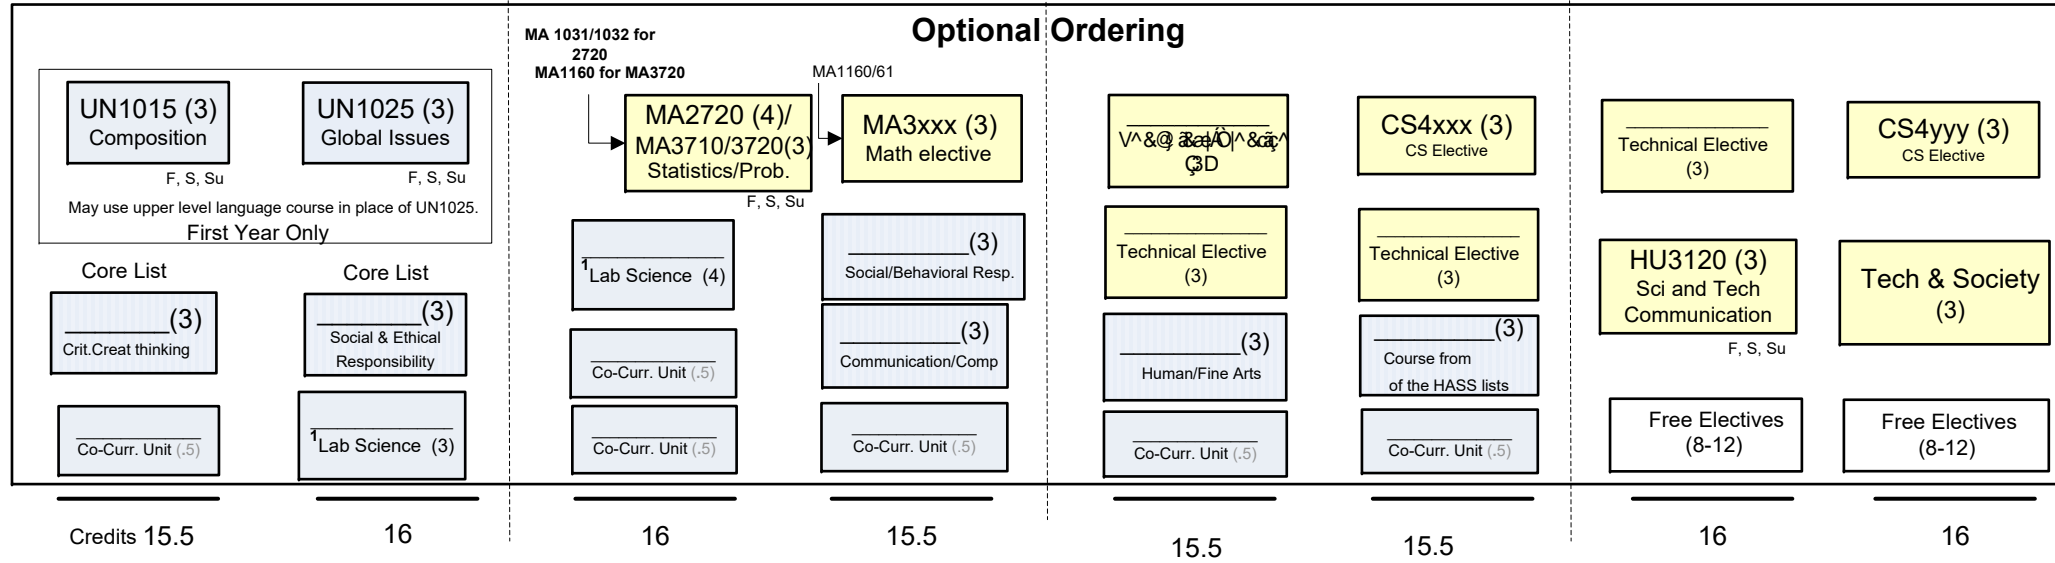 Optional Ordering
UN1015 (3)
Composition
F, S, Su
UN1025 (3)
Global Issues
F, S, Su
May use upper level language course in place of UN1025.
First Year Only
Core List
_________(3)
Crit.Creat thinking
Co-Curr. Unit (.5)
Core List
_________(3)
Social & Ethical
Responsibility
1Lab Science (3)
MA 1031/1032 for
2720
MA1160 for MA3720
MA2720 (4)/
MA3710/3720(3)
Statistics/Prob.
F, S, Su
1Lab Science (4)
Co-Curr. Unit (.5)
Co-Curr. Unit (.5)
MA1160/61
MA3xxx (3)
Math elective
__________(3)
Social/Behavioral Resp.
__________(3)
Communication/Comp
Co-Curr. Unit (.5)
Technical Elective
(3)
__________(3)
Human/Fine Arts
Co-Curr. Unit (.5)
CS4xxx (3)
CS Elective
Technical Elective
(3)
__________(3)
Course from
of the HASS lists
Co-Curr. Unit (.5)
Technical Elective
(3)
HU3120 (3)
Sci and Tech
Communication
F, S, Su
Free Electives
(8-12)
CS4yyy (3)
CS Elective
Tech & Society
(3)
Free Electives
(8-12)
Credits 15.5
16
16
15.5
15.5
15.5
16
16